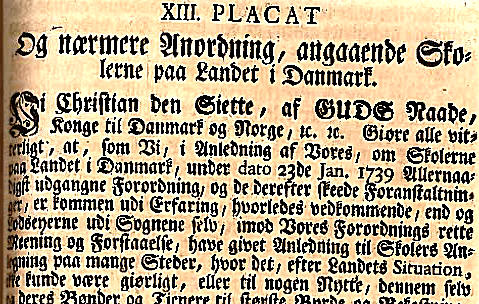 XIII. PLACAT
Og nærmere Anordning, angaaende Sko-
lerne paa Landet i Danmark.
Vi Christian den Siette, af GUDS Naade,
Konge til Danmark og Norge, ꝛc. ꝛc. Giøre alle vit-
terligt, at, som Vi, i Anledning af Vores, om Skolerne
paa Landet i Danmark, under dato 23de Jan. 1739 Allernaa-
digst udgangne Forordning, og de derefter skeede Foranstaltnin-
ger, er kommen udi Erfaring, hvorledes vedkommende, end og
Lodseyerne udi Sognene selv, imod Vores Forordnings rette
Meening og Forstaaelse, have givet Anledning til Skolers An-
lægning paa mange Steder, hvor det, efter Landets Situation,
ikke kunde være giørligt, eller til nogen Nytte, dennem selv
deres Bønder og Tienere til største Byrde